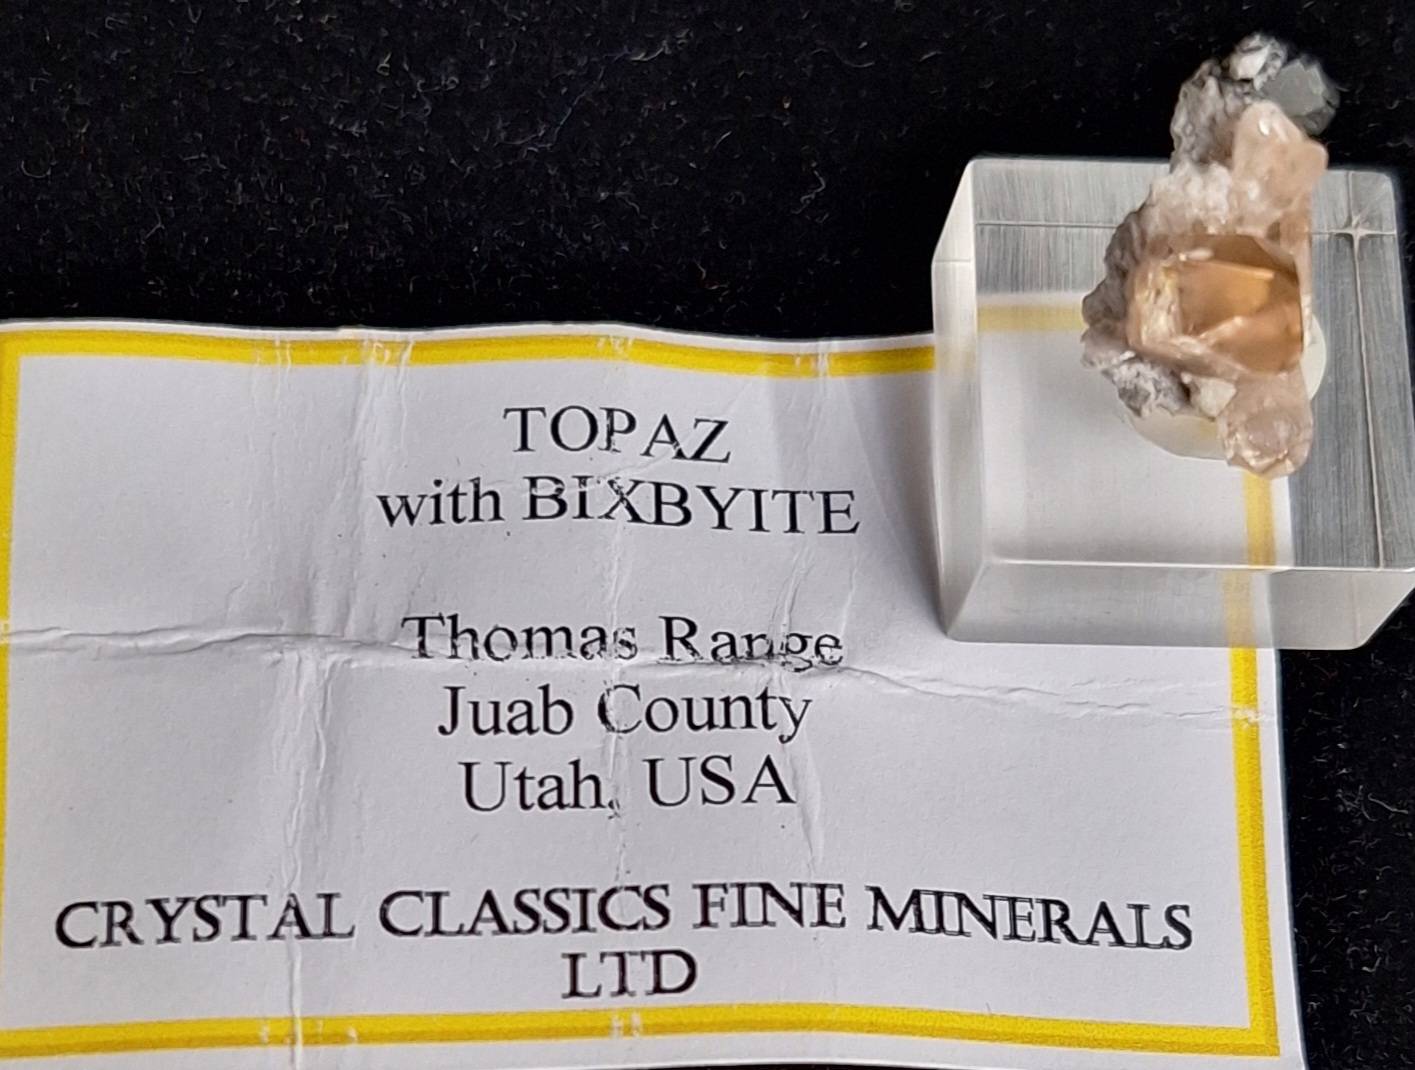 TOPAZ
with BIXBYITE
Thomas Range
Juab County
Utah, USA
CRYSTAL CLASSICS FINE MINERALS
LTD